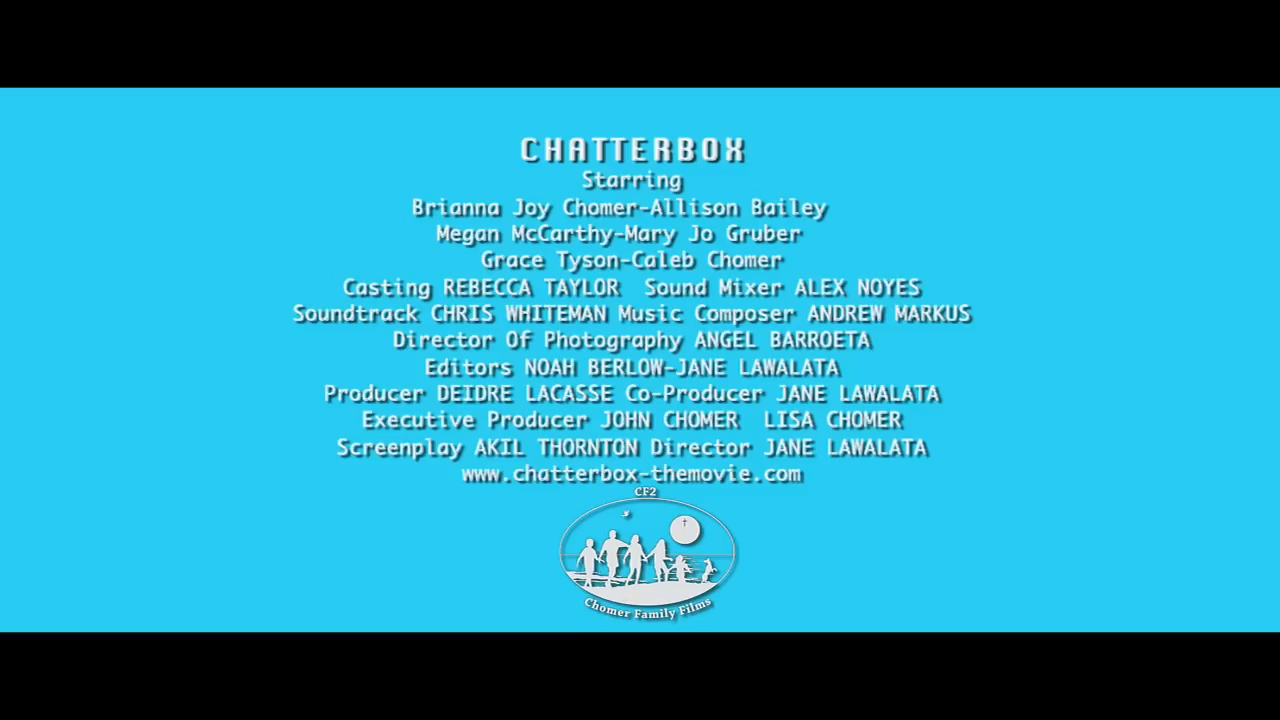 CHATTERBOX
Starring
Brianna Joy Chomer-Allison Bailey
Megan McCarthy-Mary Jo Gruber
Grace Tyson-Caleb Chomer
Casting REBECCA TAYLOR  Sound Mixer ALEX NOYES
Soundtrack CHRIS WHITEMAN Music Composer ANDREW MARKUS
Director Of Photography ANGEL BARROETA
Editors NOAH BERLOW-JANE LAWALATA
Producer DEIDRE LACASSE Co-Producer JANE LAWALATA
Executive Producer JOHN CHOMER  LISA CHOMER
Screenplay AKIL THORNTON Director JANE LAWALATA
www.chatterbox-themovie.com
CF2
Chomer Family Films